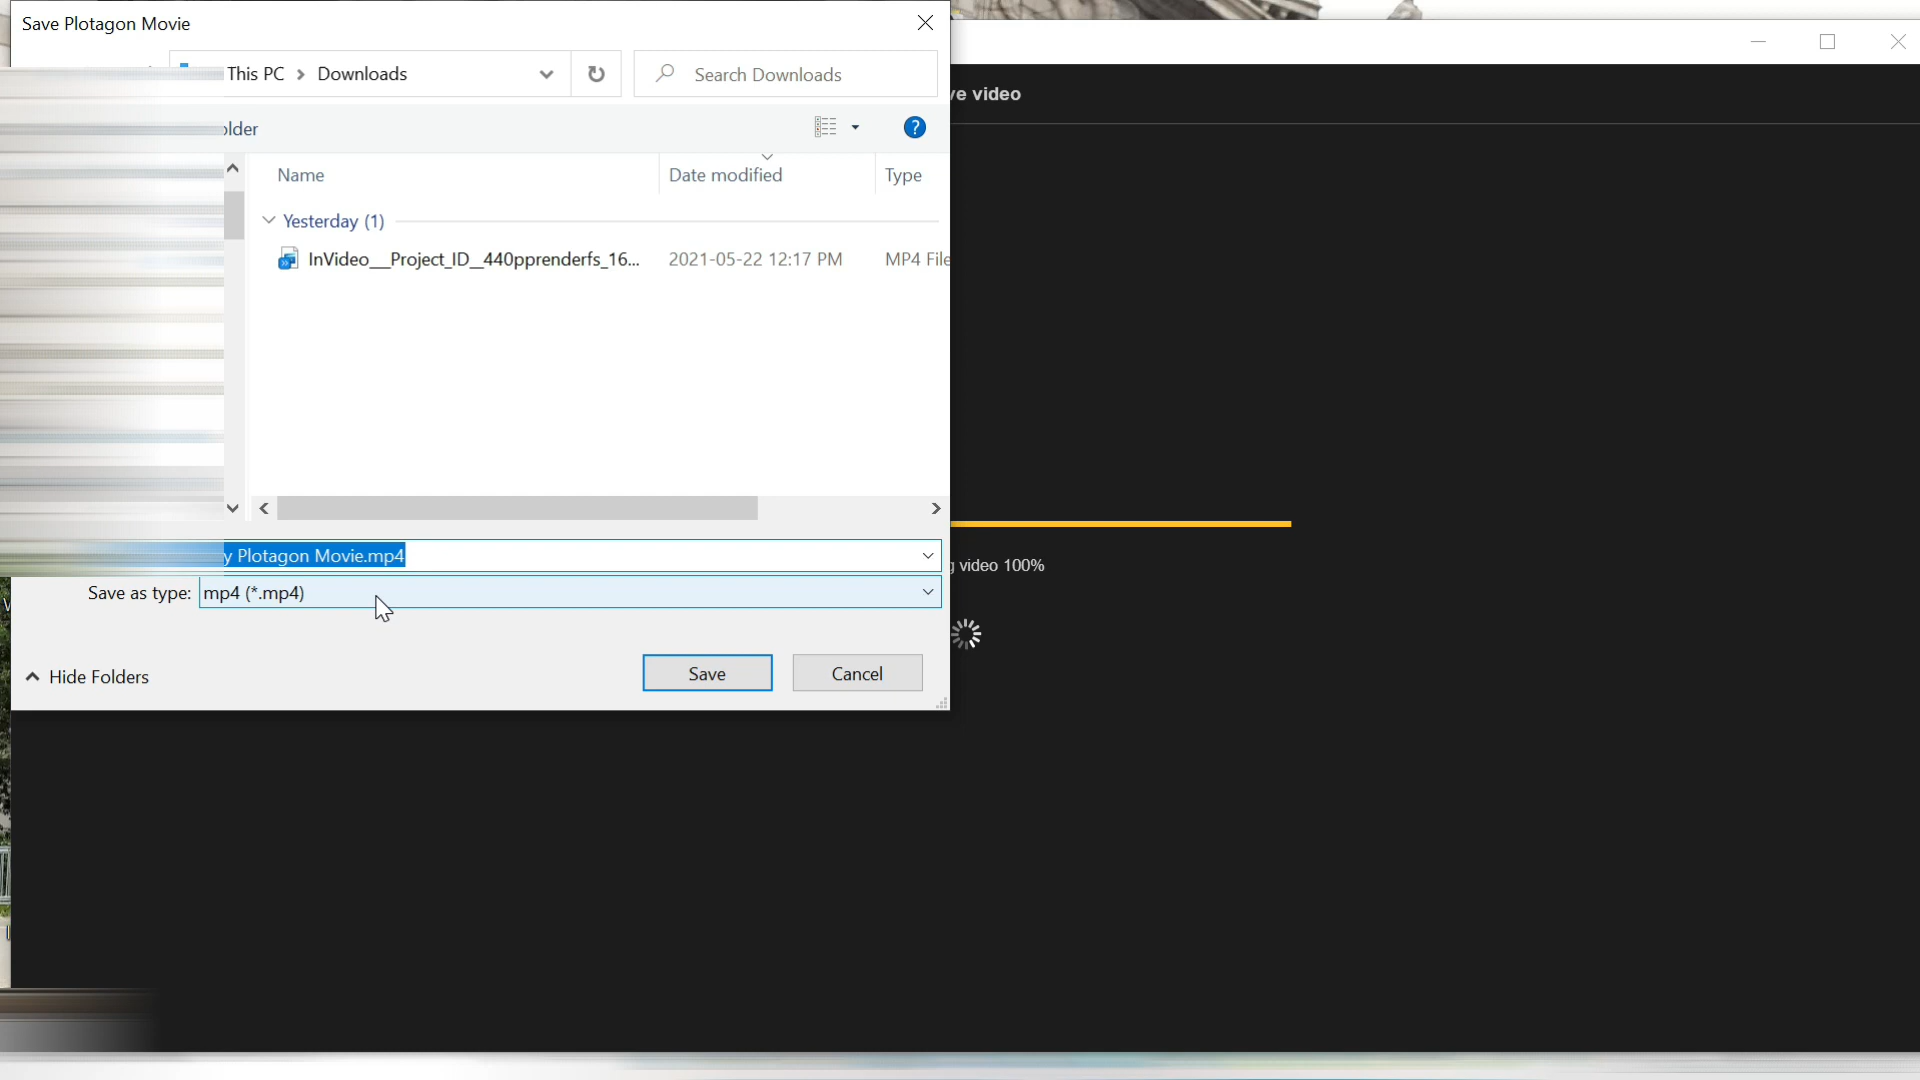 Save Plotagon Movie
This PC > Downloads
Search Downloads
ve video
older
Name
Date modified
Type
Yesterday (1)
InVideo__Project_ID__440pprenderfs_16...
2021-05-22 12:17 PM
MP4 File
y Plotagon Movie.mp4
g video 100%
Save as type:
mp4 (*.mp4)
Hide Folders
Save
Cancel